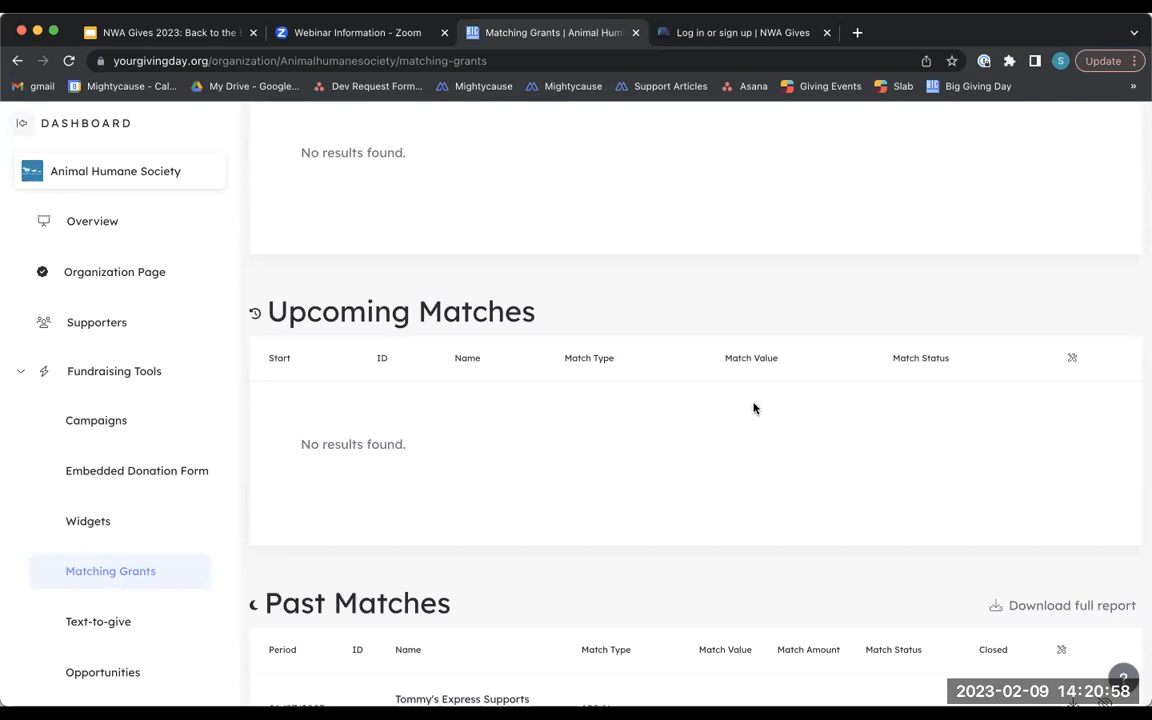 NWA Gives 2023: Back to the
Webinar Information - Zoom
Matching Grants | Animal Hum
Log in or sign up | NWA Gives
yourgivingday.org/organization/Animalhumanesociety/matching-grants
S
Update
gmail
Mightycause - Cal...
My Drive - Google...
Dev Request Form...
Mightycause
Mightycause
Support Articles
Asana
Giving Events
Slab
Big Giving Day
»
DASHBOARD
Animal Humane Society
Overview
Organization Page
Supporters
Fundraising Tools
Campaigns
Embedded Donation Form
Widgets
Matching Grants
Text-to-give
Opportunities
No results found.
Upcoming Matches
Start ID Name Match Type Match Value Match Status
No results found.
Past Matches
Download full report
Period ID Name Match Type Match Value Match Amount Match Status Closed
Tommy's Express Supports
?
2023-02-09 14:20:58